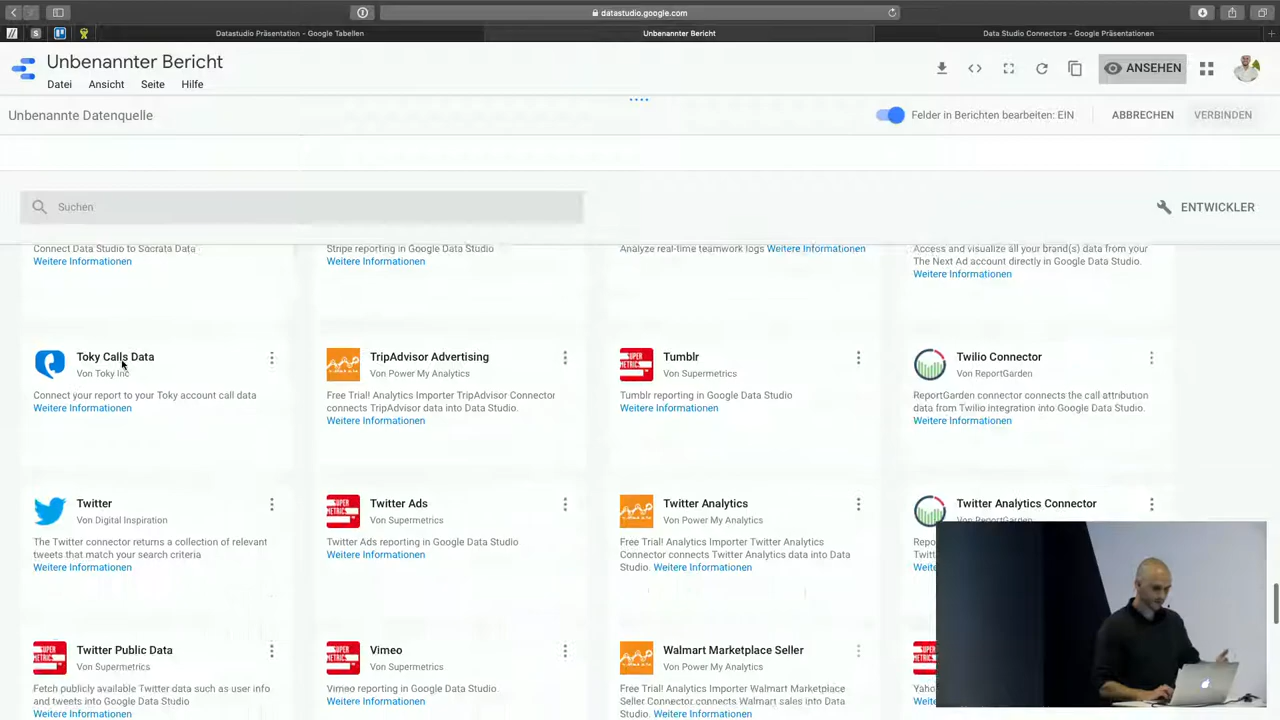 datastudio.google.com
Datastudio Präsentation - Google Tabellen
Unbenannter Bericht
Data Studio Connectors - Google Präsentationen
Unbenannter Bericht
Datei Ansicht Seite Hilfe
ANSEHEN
Unbenannte Datenquelle
Felder in Berichten bearbeiten: EIN
ABBRECHEN
VERBINDEN
Suchen
ENTWICKLER
Connect Data Studio to Socrata Data
Weitere Informationen
Stripe reporting in Google Data Studio
Weitere Informationen
Analyze real-time teamwork logs Weitere Informationen
Access and visualize all your brand(s) data from your
The Next Ad account directly in Google Data Studio.
Weitere Informationen
Toky Calls Data
Von Toky Inc
Connect your report to your Toky account call data
Weitere Informationen
TripAdvisor Advertising
Von Power My Analytics
Free Trial! Analytics Importer TripAdvisor Connector
connects TripAdvisor data into Data Studio.
Weitere Informationen
SUPER METRICS
Tumblr
Von Supermetrics
Tumblr reporting in Google Data Studio
Weitere Informationen
Twilio Connector
Von ReportGarden
ReportGarden connector connects the call attribution
data from Twilio integration into Google Data Studio.
Weitere Informationen
Twitter
Von Digital Inspiration
The Twitter connector returns a collection of relevant
tweets that match your search criteria
Weitere Informationen
SUPER METRICS
Twitter Ads
Von Supermetrics
Twitter Ads reporting in Google Data Studio
Weitere Informationen
Twitter Analytics
Von Power My Analytics
Free Trial! Analytics Importer Twitter Analytics
Connector connects Twitter Analytics data into Data
Studio. Weitere Informationen
Twitter Analytics Connector
Von ReportGarden
SUPER METRICS
Twitter Public Data
Von Supermetrics
Fetch publicly available Twitter data such as user info
and tweets into Google Data Studio
Weitere Informationen
SUPER METRICS
Vimeo
Von Supermetrics
Vimeo reporting in Google Data Studio
Weitere Informationen
Walmart Marketplace Seller
Von Power My Analytics
Free Trial! Analytics Importer Walmart Marketplace
Seller Connector connects Walmart sales into Data
Studio. Weitere Informationen